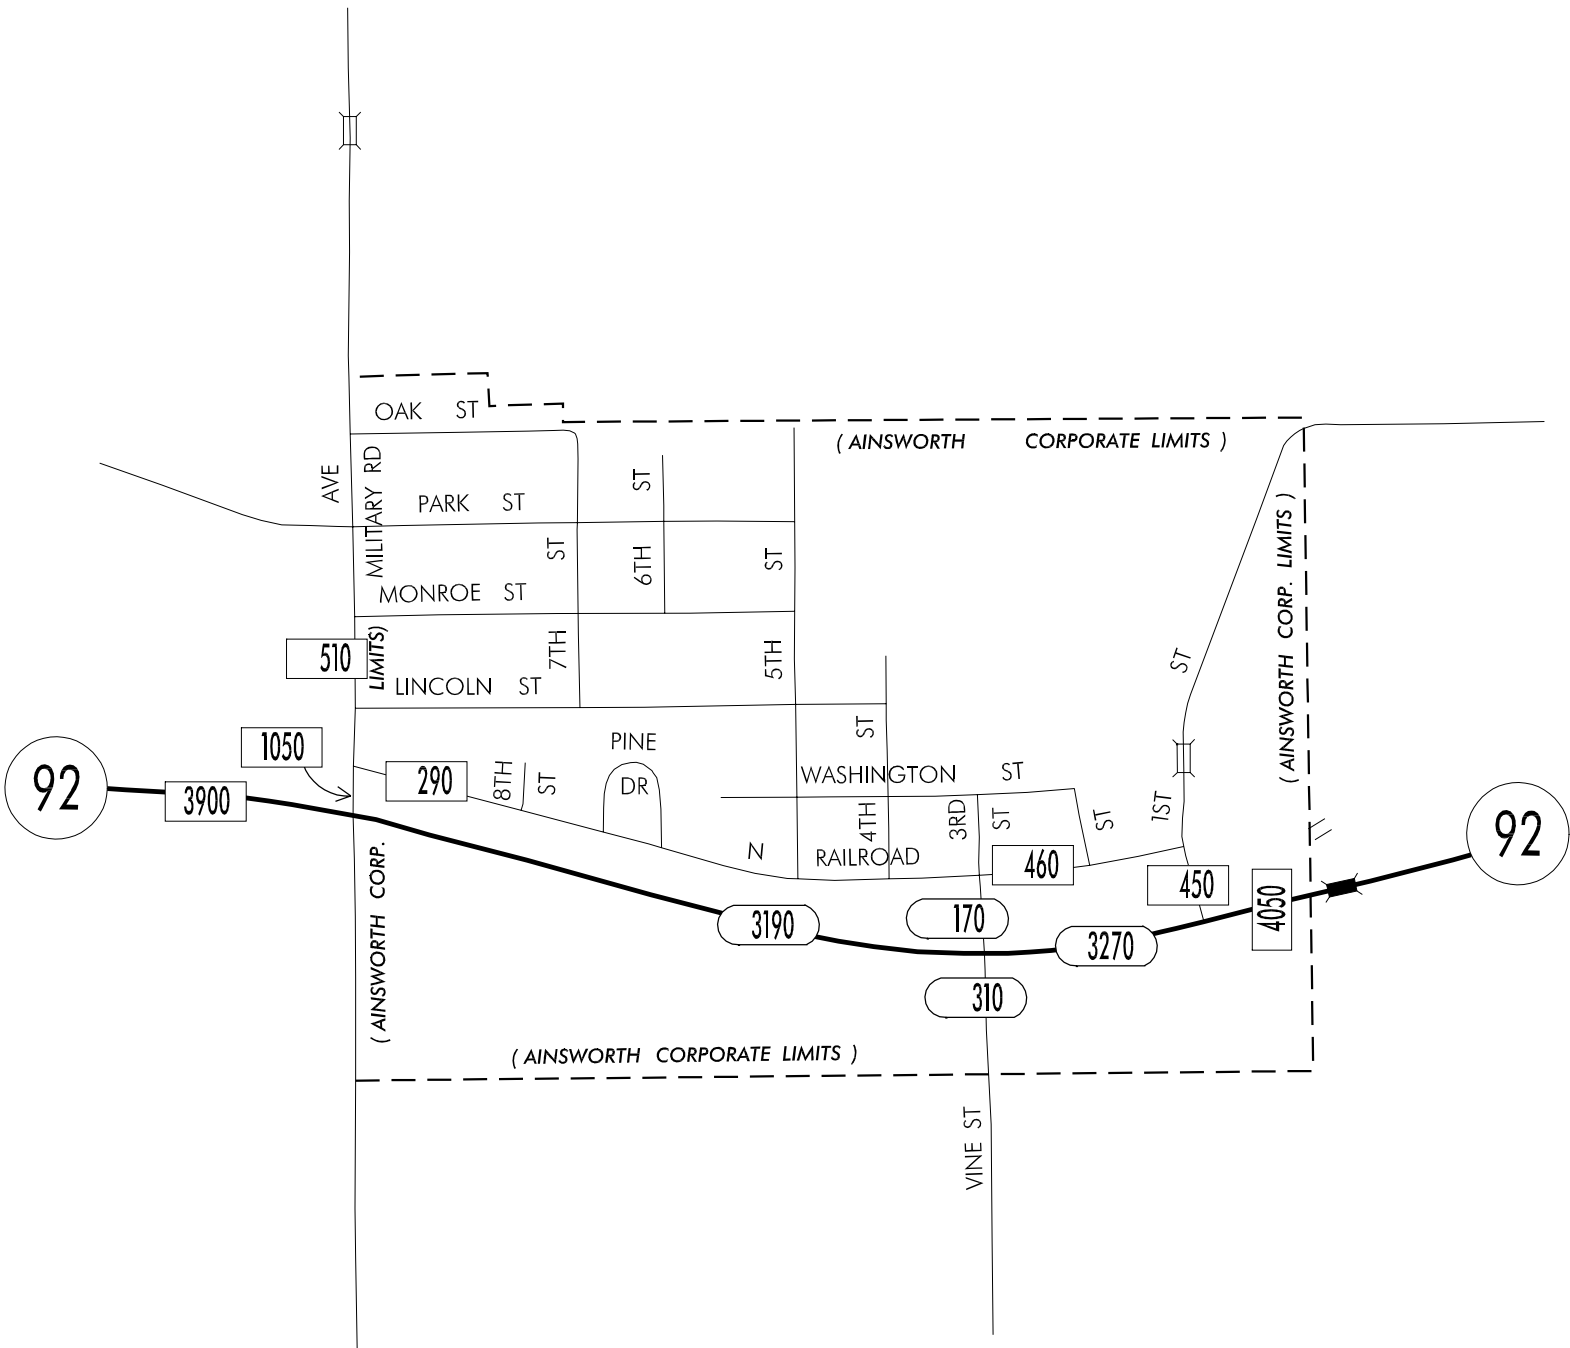 OAK ST
( AINSWORTH CORPORATE LIMITS )
AVE
MILITARY RD
PARK ST
ST
6TH
ST
7TH
ST
5TH
MONROE ST
( AINSWORTH CORP. LIMITS )
ST
1ST
510
LIMITS)
LINCOLN ST
1050
PINE
DR
ST
4TH
92
3900
290
8TH
ST
WASHINGTON ST
3RD
ST
ST
92
N RAILROAD
460
450
4050
( AINSWORTH CORP.
3190
170
3270
310
( AINSWORTH CORPORATE LIMITS )
VINE ST